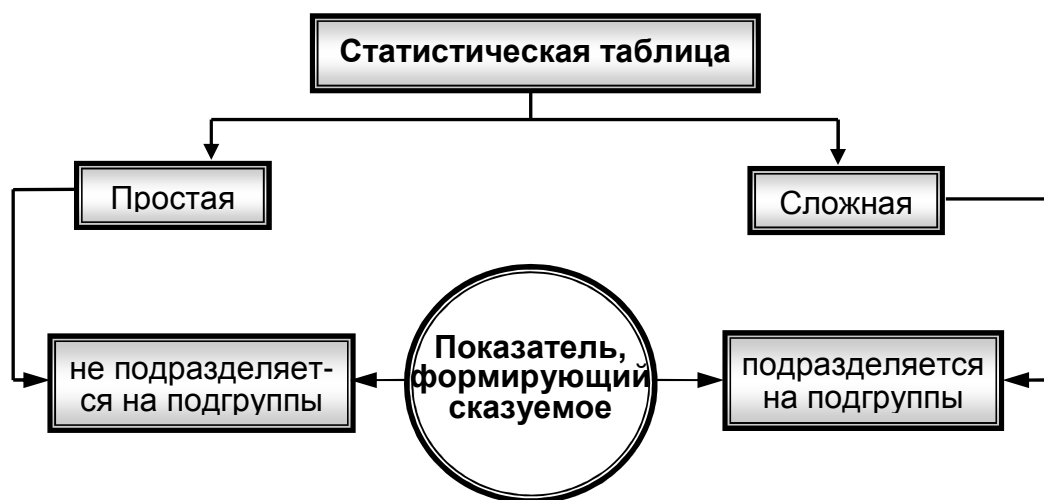 Статистическая таблица
Простая
Сложная
не подразделяет-
ся на подгруппы
Показатель,
формирующий
сказуемое
подразделяется
на подгруппы